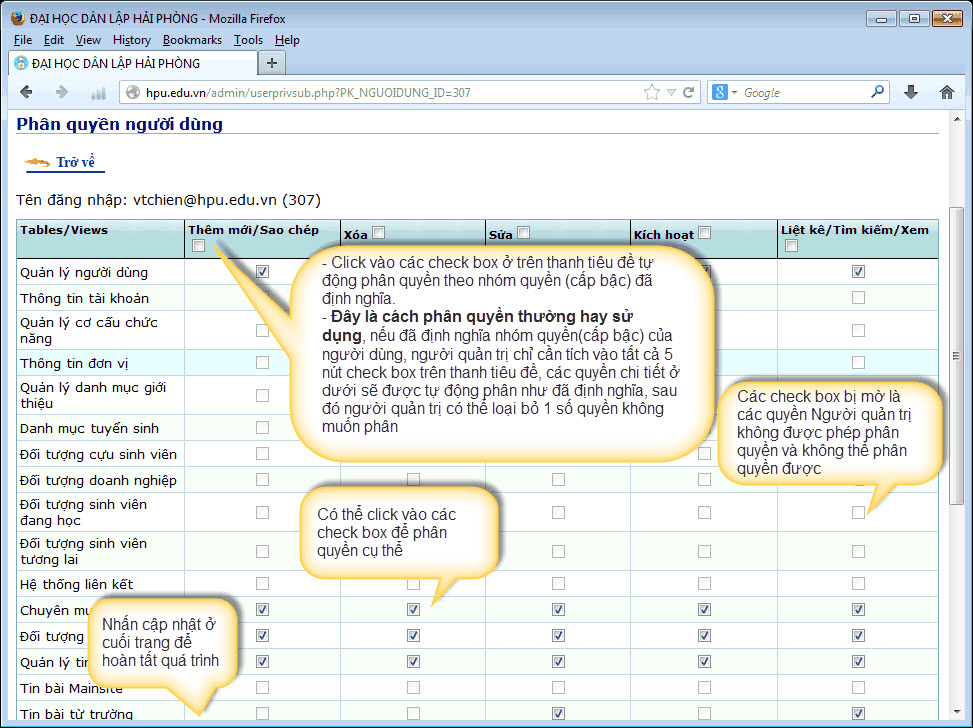 ĐẠI HỌC DÂN LẬP HẢI PHÒNG - Mozilla Firefox
File Edit View History Bookmarks Tools Help
ĐẠI HỌC DÂN LẬP HẢI PHÒNG
hpu.edu.vn/admin/userprivsub.php?PK_NGUOIDUNG_ID=307
Google
Phân quyền người dùng
Trở về
Tên đăng nhập: vtchien@hpu.edu.vn (307)
Tables/Views Thêm mới/Sao chép Xóa Sửa Kích hoạt Liệt kê/Tìm kiếm/Xem
Quản lý người dùng
Thông tin tài khoản
Quản lý cơ cấu chức
năng
Thông tin đơn vị
Quản lý danh mục giới
thiệu
Danh mục tuyển sinh
Đối tượng cựu sinh viên
Đối tượng doanh nghiệp
Đối tượng sinh viên
đang học
Đối tượng sinh viên
tương lai
Hệ thống liên kết
Chuyên
Đối tượng
Quản lý
Tin bài Mainsite
Tin bài từ trường
- Click vào các check box ở trên thanh tiêu đề tự
động phân quyền theo nhóm quyền (cấp bậc) đã
định nghĩa.
- Đây là cách phân quyền thường hay sử
dụng, nếu đã định nghĩa nhóm quyền(cấp bậc) của
người dùng, người quản trị chỉ cần tích vào tất cả 5
nút check box trên thanh tiêu đề, các quyền chi tiết ở
dưới sẽ được tự động phân như đã định nghĩa, sau
đó người quản trị có thể loại bỏ 1 số quyền không
muốn phân
Các check box bị mờ là
các quyền Người quản trị
không được phép phân
quyền và không thể phân
quyền được
Có thể click vào các
check box để phân
quyền cụ thể
Nhấn cập nhật ở
cuối trang để
hoàn tất quá trình